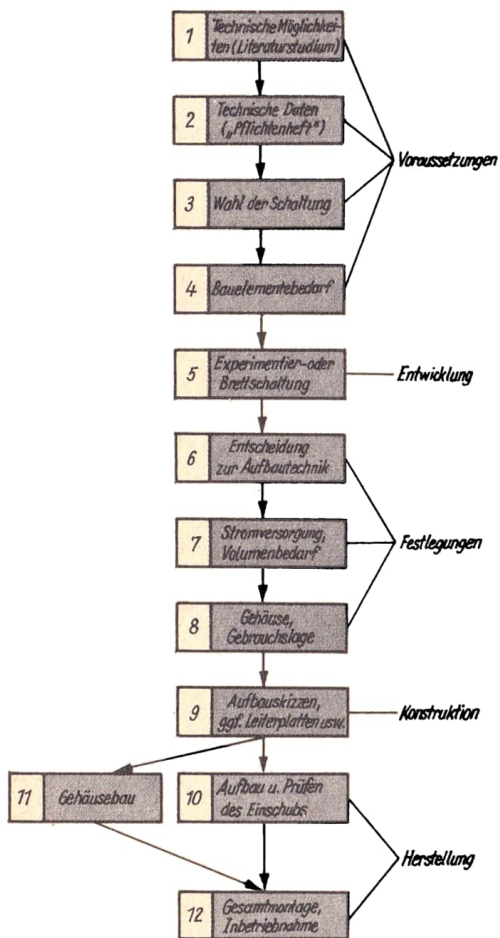 1
Technische Möglichkei-
ten (Literaturstudium)
2
Technische Daten
(„Pflichtenheft“)
3
Wahl der Schaltung
4
Bauelementebedarf
Voraussetzungen
5
Experimentier- oder
Brettschaltung
Entwicklung
6
Entscheidung
zur Aufbautechnik
7
Stromversorgung,
Volumenbedarf
8
Gehäuse,
Gebrauchslage
Festlegungen
9
Aufbauskizzen,
ggf. Leiterplatten usw.
Konstruktion
11
Gehäusebau
10
Aufbau u. Prüfen
des Einschubs
12
Gesamtmontage,
Inbetriebnahme
Herstellung